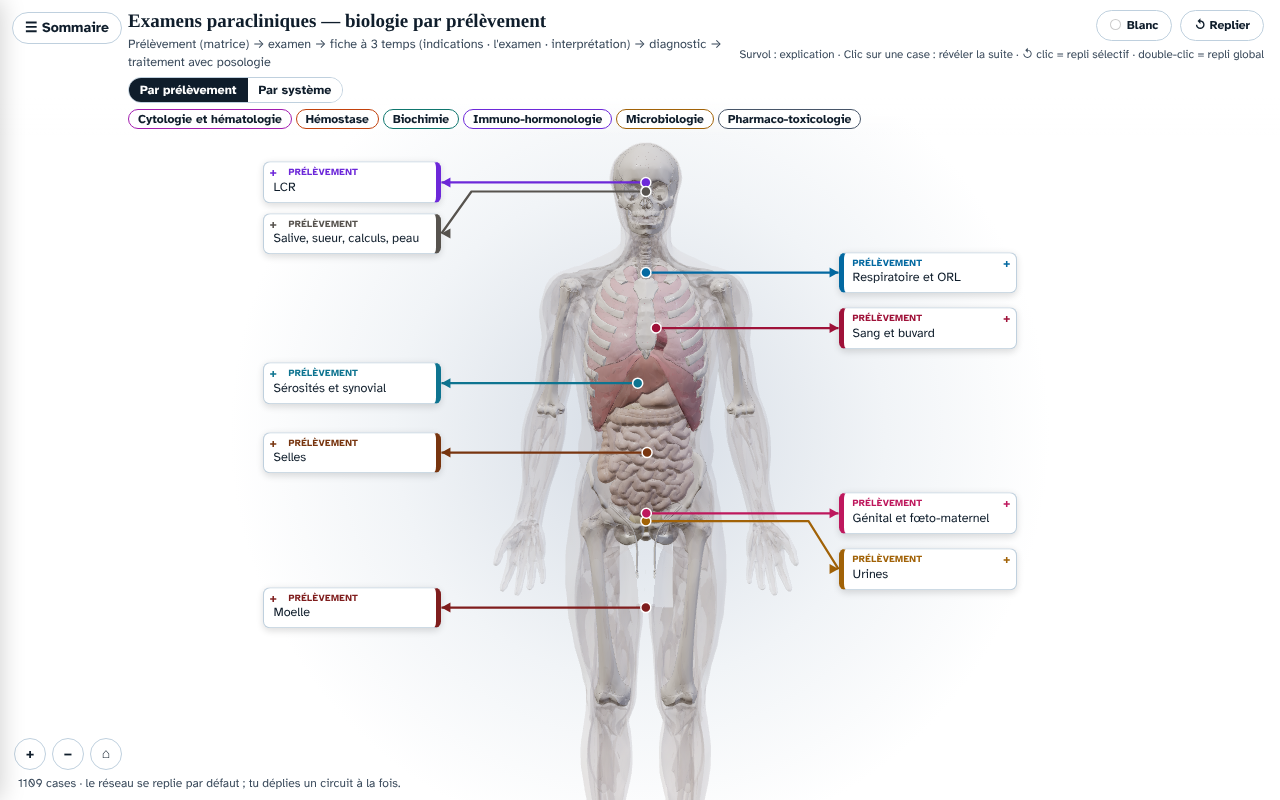 ☰ Sommaire
Examens paracliniques — biologie par prélèvement
Prélèvement (matrice) → examen → fiche à 3 temps (indications · l'examen · interprétation) → diagnostic →
traitement avec posologie
Blanc
↺ Replier
Survol : explication · Clic sur une case : révéler la suite · ↺ clic = repli sélectif · double-clic = repli global
Par prélèvement
Par système
Cytologie et hématologie
Hémostase
Biochimie
Immuno-hormonologie
Microbiologie
Pharmaco-toxicologie
+ PRÉLÈVEMENT
LCR
+ PRÉLÈVEMENT
Salive, sueur, calculs, peau
PRÉLÈVEMENT +
Respiratoire et ORL
PRÉLÈVEMENT +
Sang et buvard
+ PRÉLÈVEMENT
Sérosités et synovial
+ PRÉLÈVEMENT
Selles
PRÉLÈVEMENT +
Génital et fœto-maternel
PRÉLÈVEMENT +
Urines
+ PRÉLÈVEMENT
Moelle
+
−
⌂
1109 cases · le réseau se replie par défaut ; tu déplies un circuit à la fois.